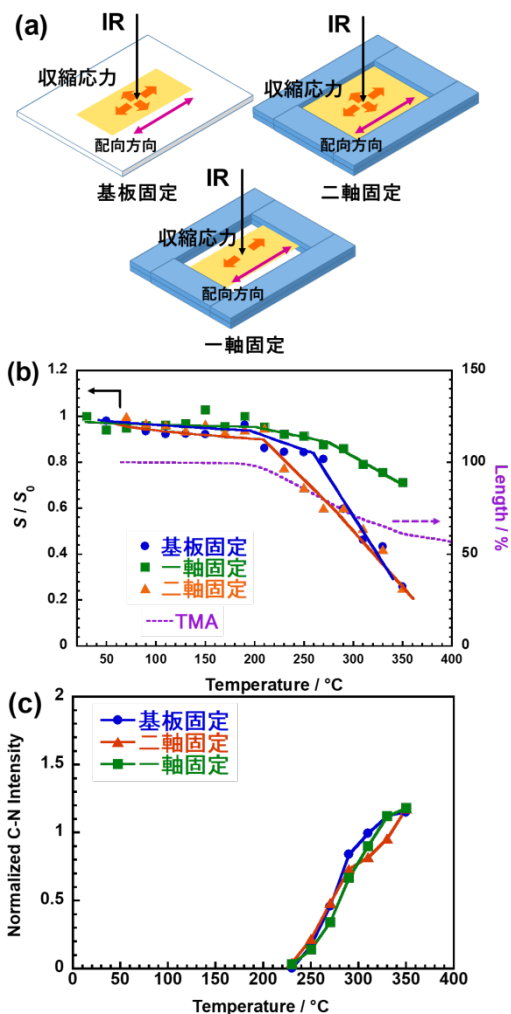 (a)
IR
IR
収縮応力
収縮応力
配向方向
配向方向
基板固定
IR
二軸固定
収縮応力
配向方向
一軸固定
(b)
1.2
150
1
0.8
100
S / S0
Length / %
0.6
0.4
基板固定
50
一軸固定
0.2
二軸固定
TMA
0
0
0
50
100
150
200
250
300
350
400
Temperature / °C
(c)
2
基板固定
二軸固定
1.5
一軸固定
Normalized C-N Intensity
1
0.5
0
0
50
100
150
200
250
300
350
400
Temperature / °C